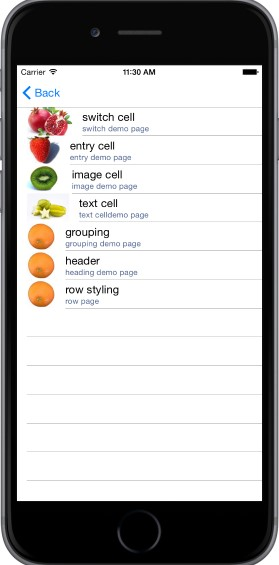 Carrier 11:30 AM
Back
switch cell
switch demo page
entry cell
entry demo page
image cell
image demo page
text cell
text celldemo page
grouping
grouping demo page
header
heading demo page
row styling
row page